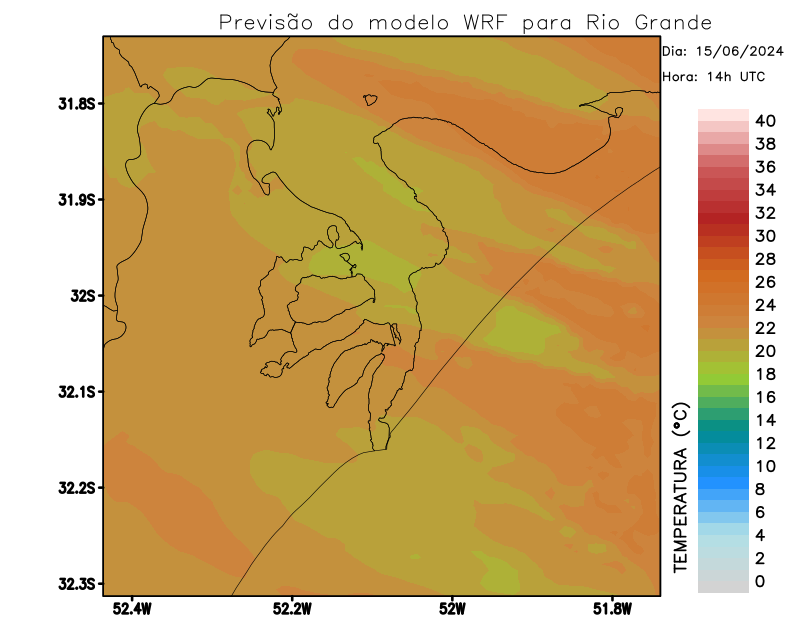 Previsão do modelo WRF para Rio Grande
Dia: 15/06/2024
Hora: 14h UTC
31.8S
31.9S
32S
32.1S
32.2S
32.3S
52.4W
52.2W
52W
51.8W
TEMPERATURA (°C)
40
38
36
34
32
30
28
26
24
22
20
18
16
14
12
10
8
6
4
2
0